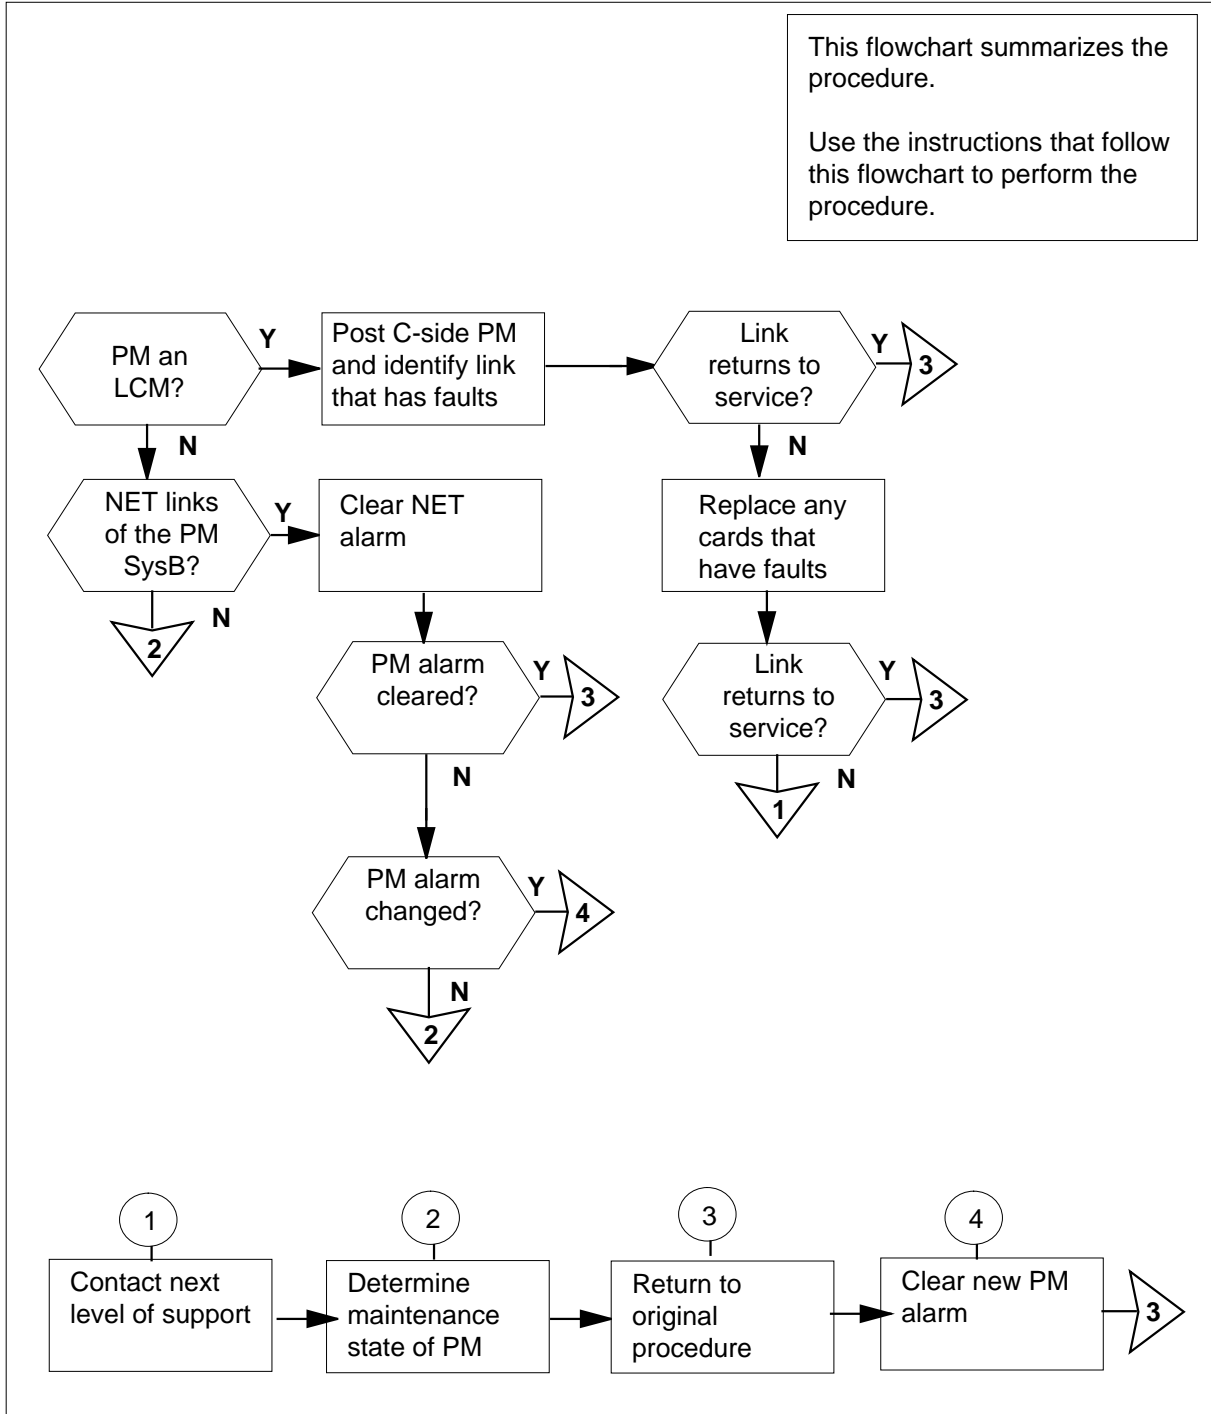 This flowchart summarizes the
procedure.
Use the instructions that follow
this flowchart to perform the
procedure.
PM an
LCM?
Y
N
Post C-side PM
and identify link
that has faults
Link
returns to
service?
Y
3
N
NET links
of the PM
SysB?
Y
N
2
Clear NET
alarm
Replace any
cards that
have faults
PM alarm
cleared?
Y
3
N
Link
returns to
service?
Y
3
N
1
PM alarm
changed?
Y
4
N
2
1
Contact next
level of support
2
Determine
maintenance
state of PM
3
Return to
original
procedure
4
Clear new PM
alarm
3